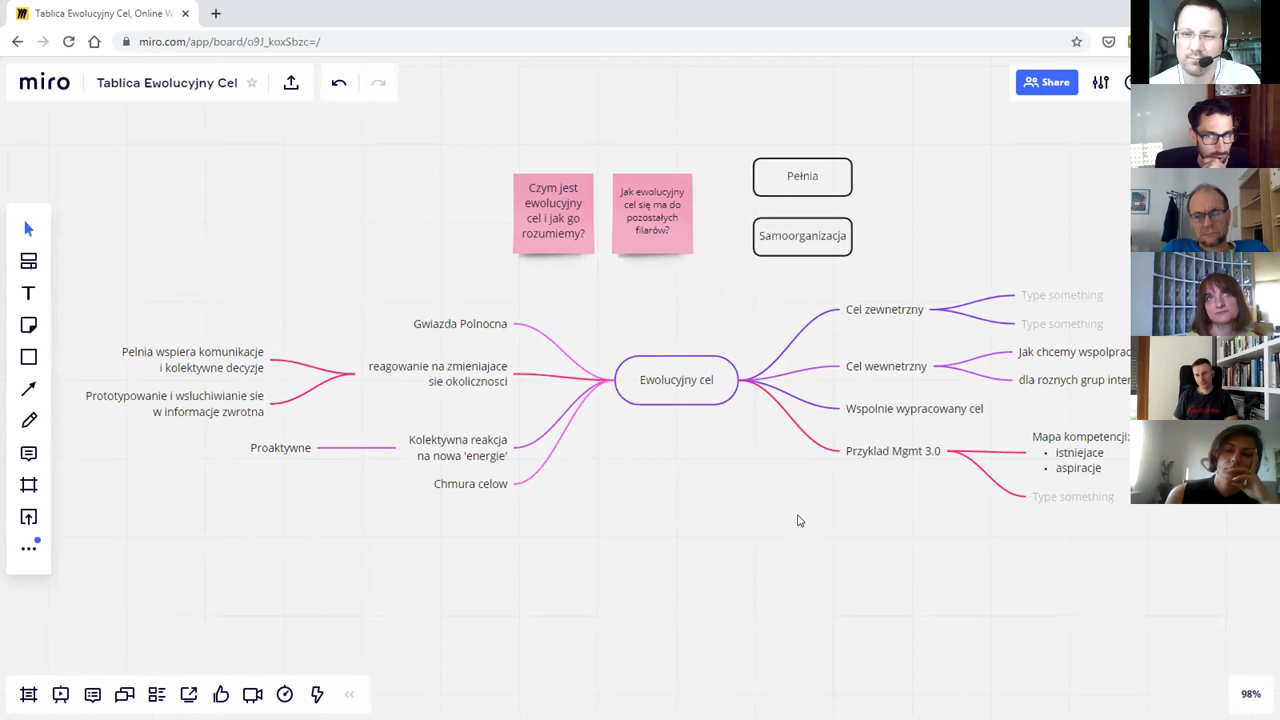 Tablica Ewolucyjny Cel, Online W
miro.com/app/board/o9J_koxSbzc=/
miro
Tablica Ewolucyjny Cel
Share
Czym jest
ewolucyjny
cel i jak go
rozumiemy?
Jak ewolucyjny
cel się ma do
pozostałych
filarów?
Pełnia
Samoorganizacja
Gwiazda Polnocna
Pelnia wspiera komunikacje
i kolektywne decyzje
reagowanie na zmieniajace
sie okolicznosci
Prototypowanie i wsluchiwianie sie
w informacje zwrotna
Proaktywne
Kolektywna reakcja
na nowa 'energie'
Chmura celow
Ewolucyjny cel
Cel zewnetrzny
Type something
Type something
Cel wewnetrzny
Jak chcemy wspolprac
dla roznych grup inter
Wspolnie wypracowany cel
Przyklad Mgmt 3.0
Mapa kompetencji:
• istniejace
• aspiracje
Type something
98%